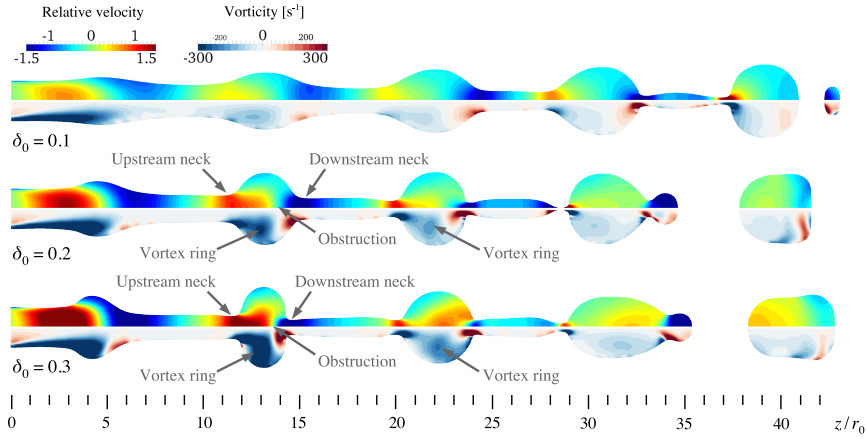 Relative velocity Vorticity [s⁻¹]
-1 0 1 -200 0 200
-1.5 1.5 -300 300
δ₀ = 0.1
Upstream neck Downstream neck
Obstruction
δ₀ = 0.2
Vortex ring Vortex ring
Upstream neck Downstream neck
Obstruction
δ₀ = 0.3
Vortex ring Vortex ring
0 5 10 15 20 25 30 35 40 z/r₀